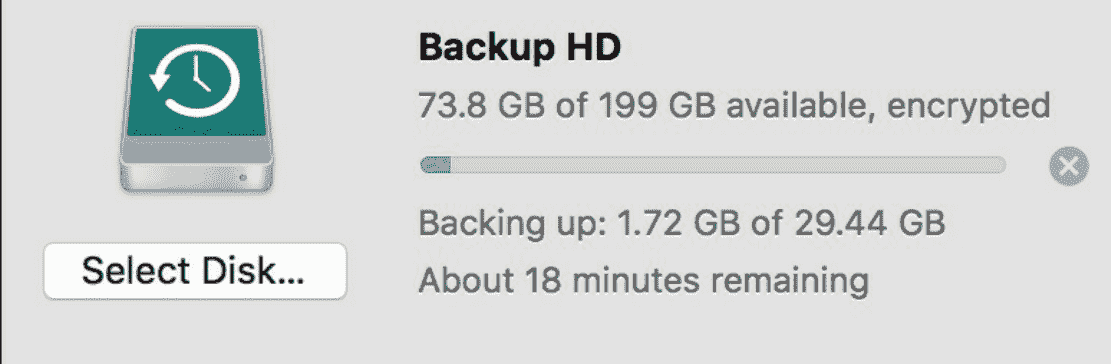 Backup HD
73.8 GB of 199 GB available, encrypted
Backing up: 1.72 GB of 29.44 GB
Select Disk...
About 18 minutes remaining